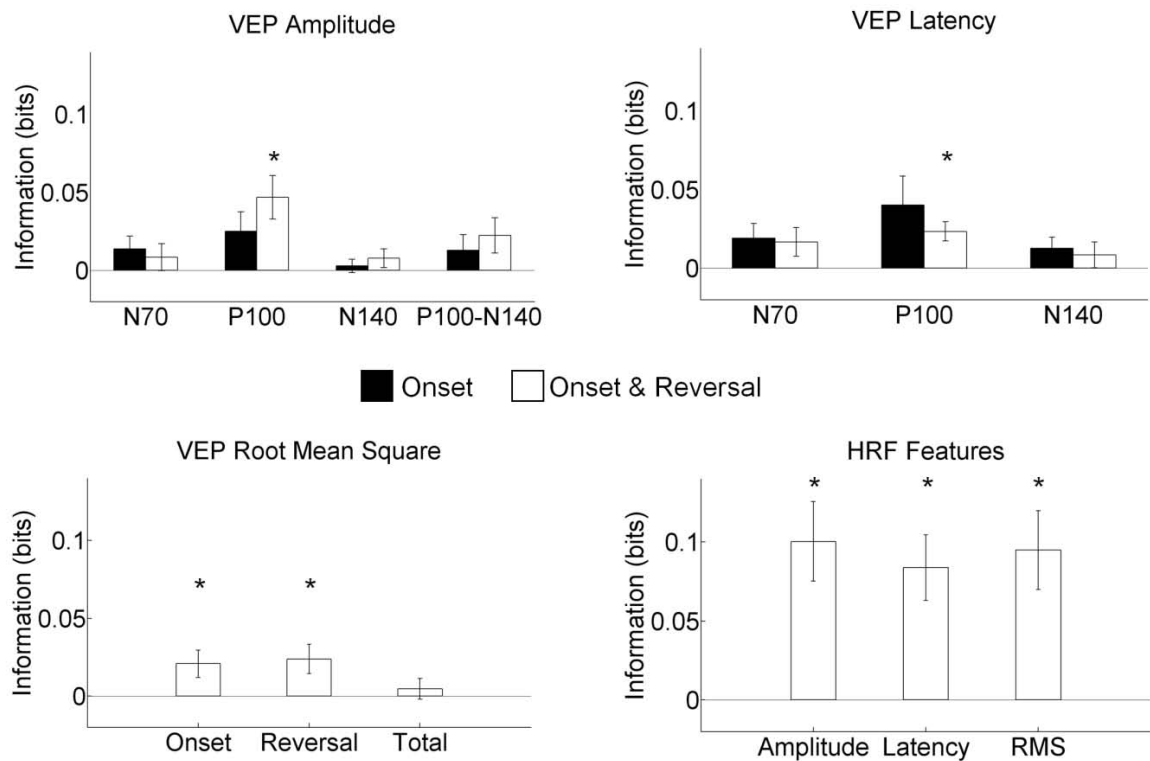 VEP Amplitude
Information (bits)
0.1
0.05
0
*
N70 P100 N140 P100-N140
VEP Latency
Information (bits)
0.1
0.05
0
*
N70 P100 N140
Onset Onset & Reversal
VEP Root Mean Square
Information (bits)
0.1
0.05
0
* *
Onset Reversal Total
HRF Features
Information (bits)
0.1
0.05
0
* * *
Amplitude Latency RMS